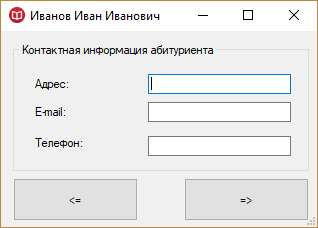 Иванов Иван Иванович
Контактная информация абитуриента
Адрес:
E-mail:
Телефон:
<= =>